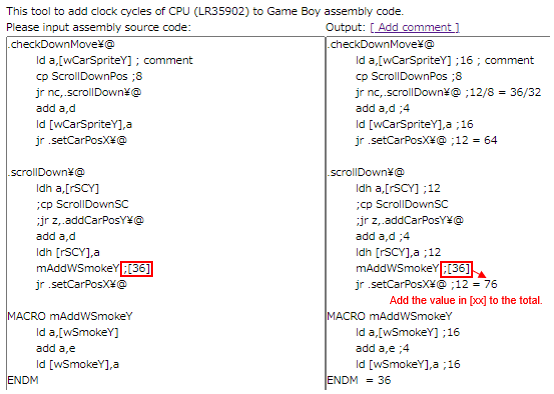 This tool to add clock cycles of CPU (LR35902) to Game Boy assembly code.
Please input assembly source code:
.checkDownMove¥@
ld a,[wCarSpriteY] ; comment
cp ScrollDownPos ;8
jr nc,.scrollDown¥@
add a,d
ld [wCarSpriteY],a
jr .setCarPosX¥@
.scrollDown¥@
ldh a,[rSCY]
;cp ScrollDownSC
;jr z,.addCarPosY¥@
add a,d
ldh [rSCY],a
mAddWSmokeY ;[36]
jr .setCarPosX¥@
MACRO mAddWSmokeY
ld a,[wSmokeY]
add a,e
ld [wSmokeY],a
ENDM
Output: [ Add comment ]
.checkDownMove¥@
ld a,[wCarSpriteY] ;16 ; comment
cp ScrollDownPos ;8
jr nc,.scrollDown¥@ ;12/8 = 36/32
add a,d ;4
ld [wCarSpriteY],a ;16
jr .setCarPosX¥@ ;12 = 64
.scrollDown¥@
ldh a,[rSCY] ;12
;cp ScrollDownSC
;jr z,.addCarPosY¥@
add a,d ;4
ldh [rSCY],a ;12
mAddWSmokeY ;[36]
jr .setCarPosX¥@ ;12 = 76
Add the value in [xx] to the total.
MACRO mAddWSmokeY
ld a,[wSmokeY] ;16
add a,e ;4
ld [wSmokeY],a ;16
ENDM = 36